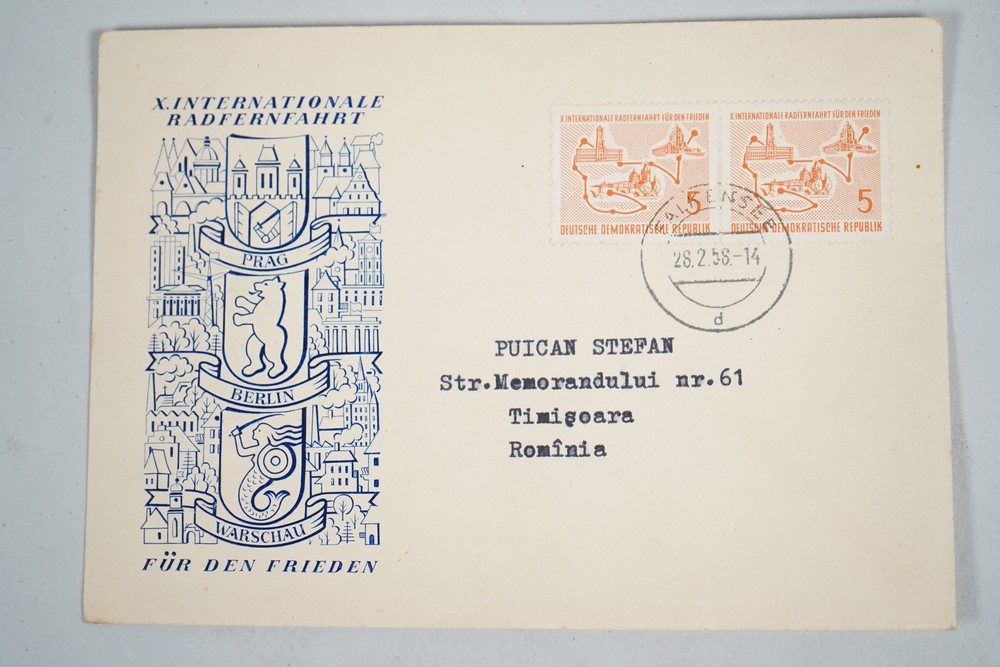 X. INTERNATIONALE
RADFERNFAHRT
PRAG
BERLIN
WARSCHAU
FÜR DEN FRIEDEN
X. INTERNATIONALE RADFERNFAHRT FÜR DEN FRIEDEN
5
DEUTSCHE DEMOKRATISCHE REPUBLIK
X. INTERNATIONALE RADFERNFAHRT FÜR DEN FRIEDEN
5
DEUTSCHE DEMOKRATISCHE REPUBLIK
28.2.58.-14
d
PUICAN STEFAN
Str.Memorandului nr.61
Timişoara
Romînia